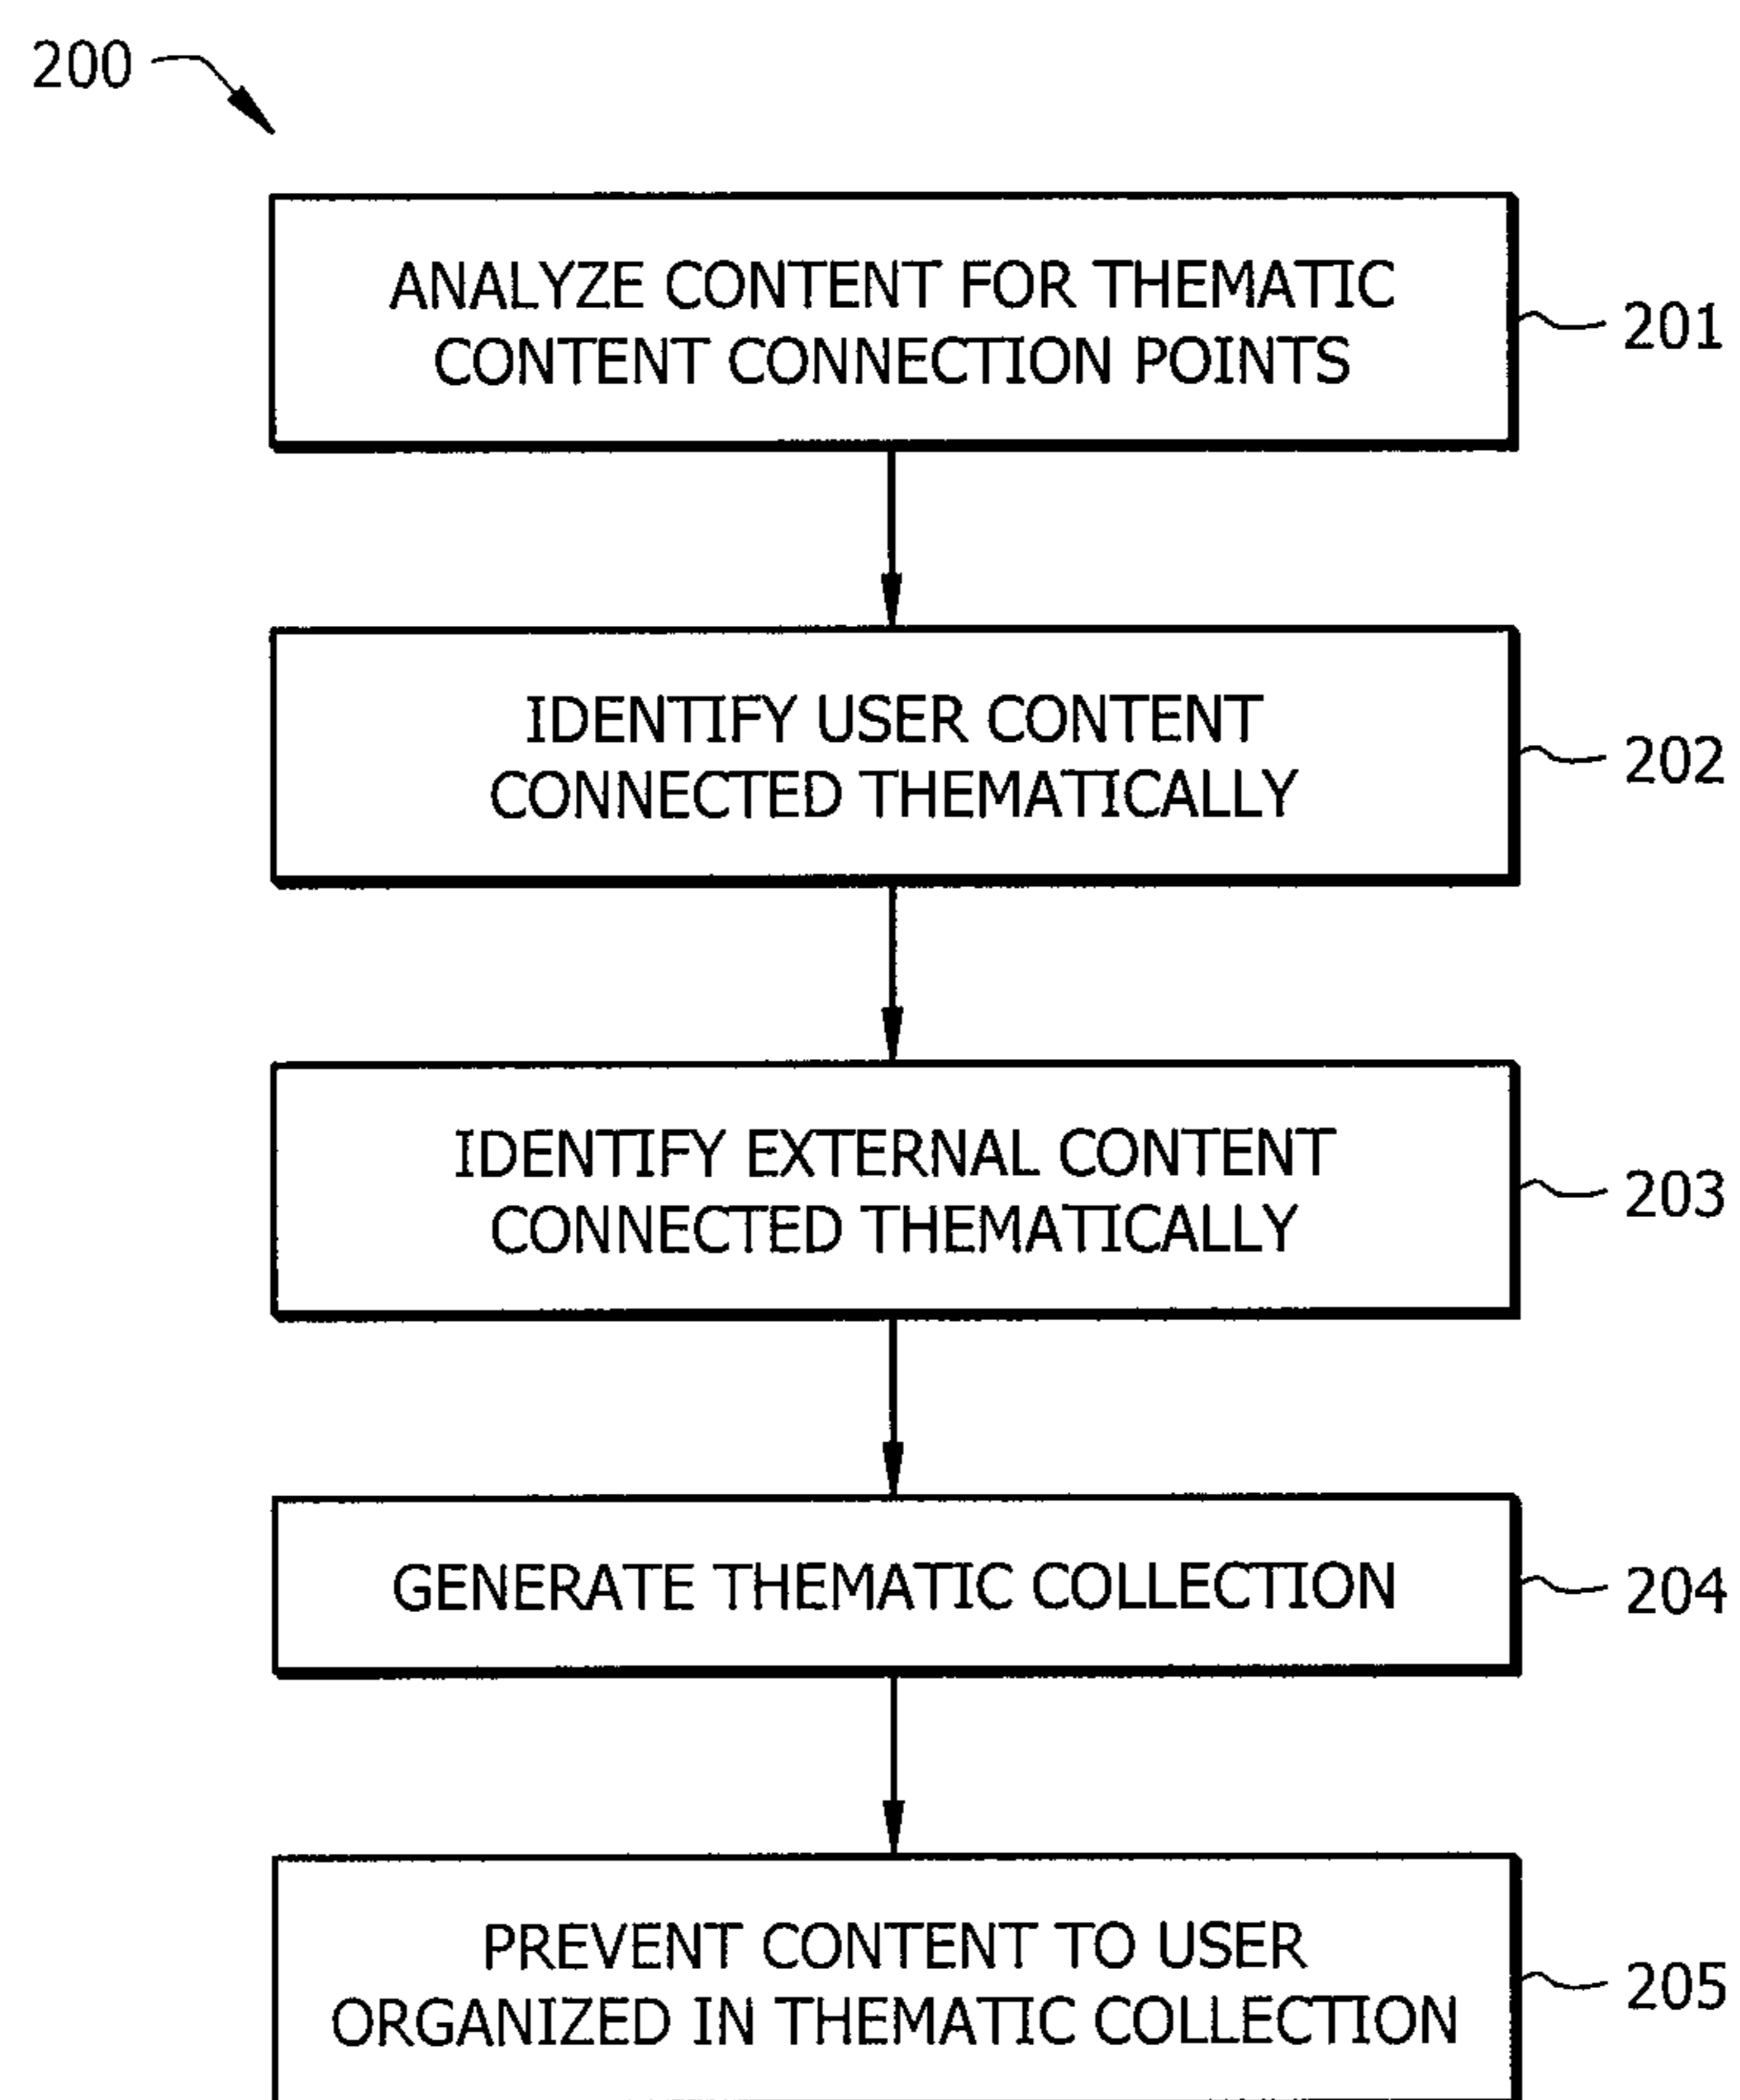 200
ANALYZE CONTENT FOR THEMATIC
CONTENT CONNECTION POINTS
201
IDENTIFY USER CONTENT
CONNECTED THEMATICALLY
202
IDENTIFY EXTERNAL CONTENT
CONNECTED THEMATICALLY
203
GENERATE THEMATIC COLLECTION
204
PREVENT CONTENT TO USER
ORGANIZED IN THEMATIC COLLECTION
205